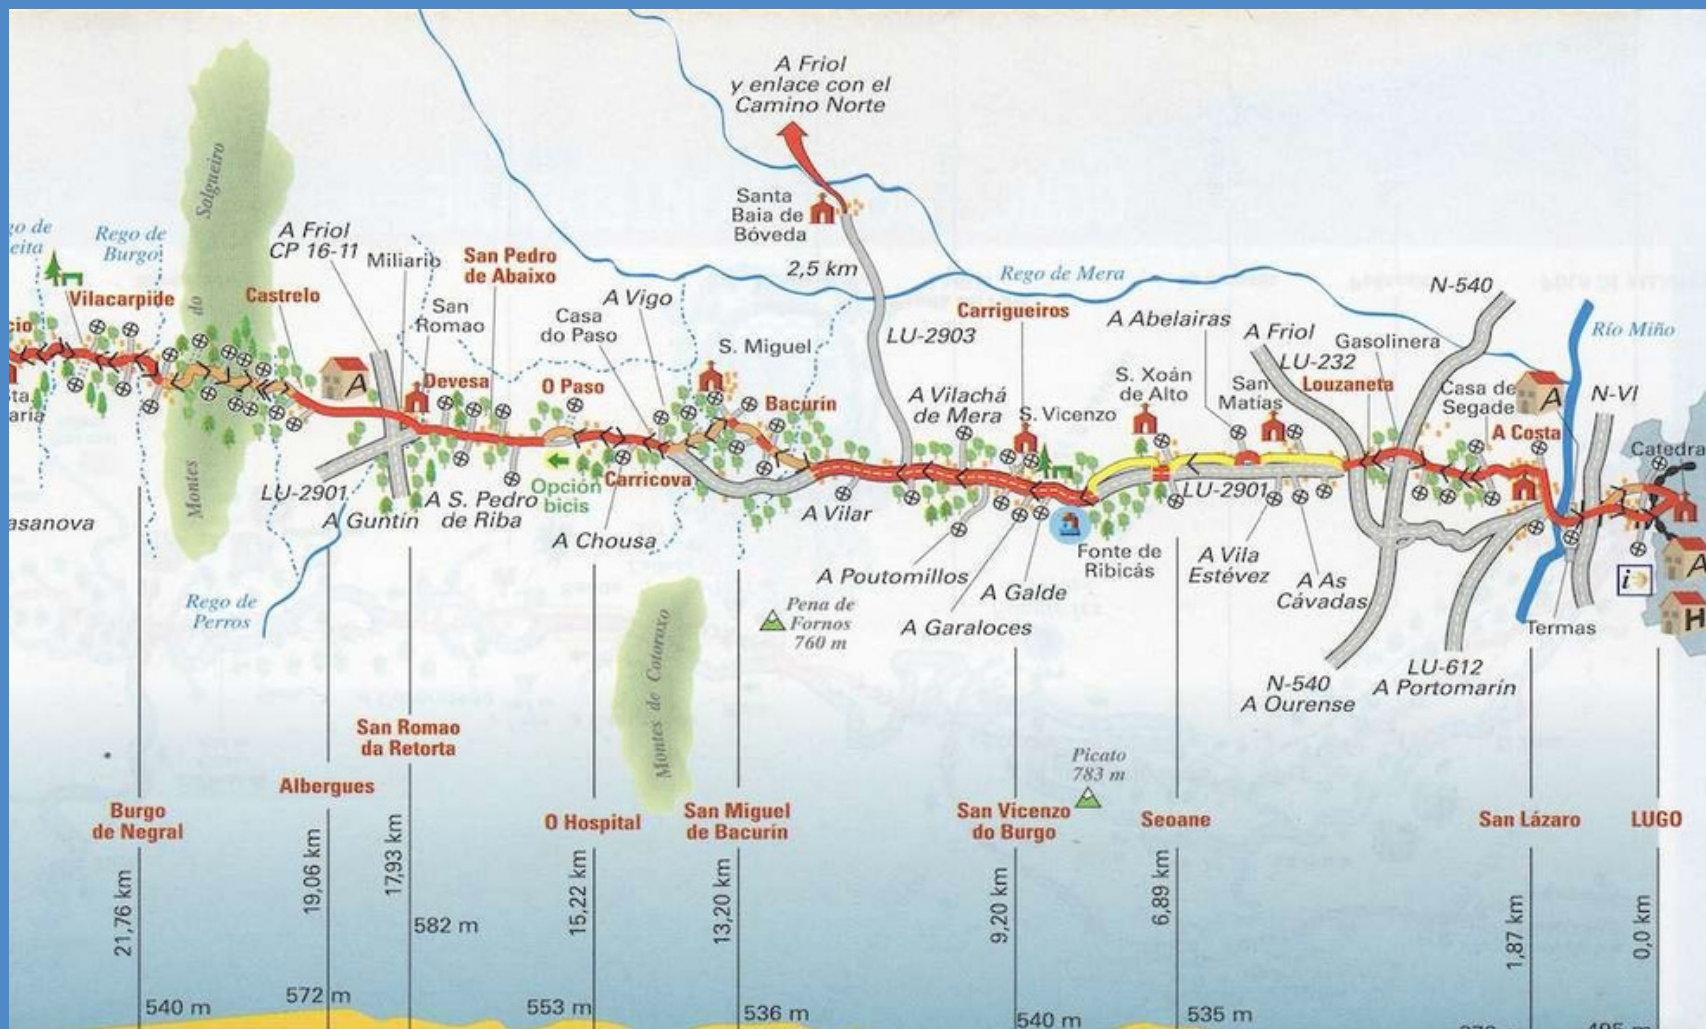 A Friol
y enlace con el
Camino Norte
Santa
Baia de
Bóveda
2,5 km
Rego de Mera
N-540
Río Miño
Salgueiro
do
Montes
Rego de
Burgo
A Friol
CP 16-11
Miliario
San Pedro
de Abaixo
Vilacarpide
Castrelo
San
Romao
Casa
do Paso
A Vigo
S. Miguel
LU-2903
Carrigueiros
A Abelairas
A Friol
LU-232
Gasolinera
Louzaneta
Casa de
Segade
A
N-VI
A
Devesa
O Paso
Bacurín
A Vilachá
de Mera
S. Vicenzo
S. Xoán
de Alto
San
Matías
A Costa
Catedra
LU-2901
A Guntín
A S. Pedro
de Riba
Opción
bicis
Carricova
A Chousa
A Vilar
LU-2901
asanova
A Poutomillos
A Galde
A Garaloces
Fonte de
Ribicás
A Vila
Estévez
A As
Cávadas
Termas
i
A
H
Rego de
Perros
Pena de
Fornos
760 m
Montes de Cotoraxo
N-540
A Ourense
LU-612
A Portomarín
Picato
783 m
San Romao
da Retorta
Albergues
Burgo
de Negral
O Hospital
San Miguel
de Bacurín
San Vicenzo
do Burgo
Seoane
San Lázaro
LUGO
21,76 km
19,06 km
17,93 km
15,22 km
13,20 km
9,20 km
6,89 km
1,87 km
0,0 km
540 m
572 m
582 m
553 m
536 m
540 m
535 m